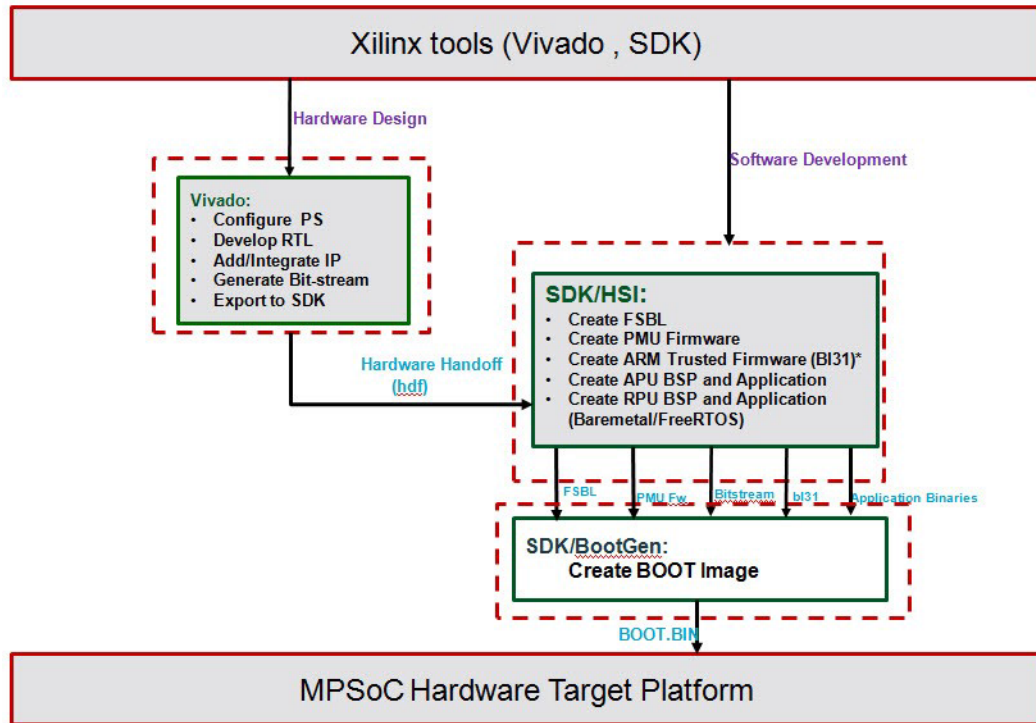 Xilinx tools (Vivado , SDK)
Hardware Design
Software Development
Vivado:
• Configure PS
• Develop RTL
• Add/Integrate IP
• Generate Bit-stream
• Export to SDK
SDK/HSI:
• Create FSBL
• Create PMU Firmware
• Create ARM Trusted Firmware (Bl31)*
• Create APU BSP and Application
• Create RPU BSP and Application
(Baremetal/FreeRTOS)
Hardware Handoff
(hdf)
FSBL
PMU Fw
Bitstream
bl31
Application Binaries
SDK/BootGen:
Create BOOT Image
BOOT.BIN
MPSoC Hardware Target Platform